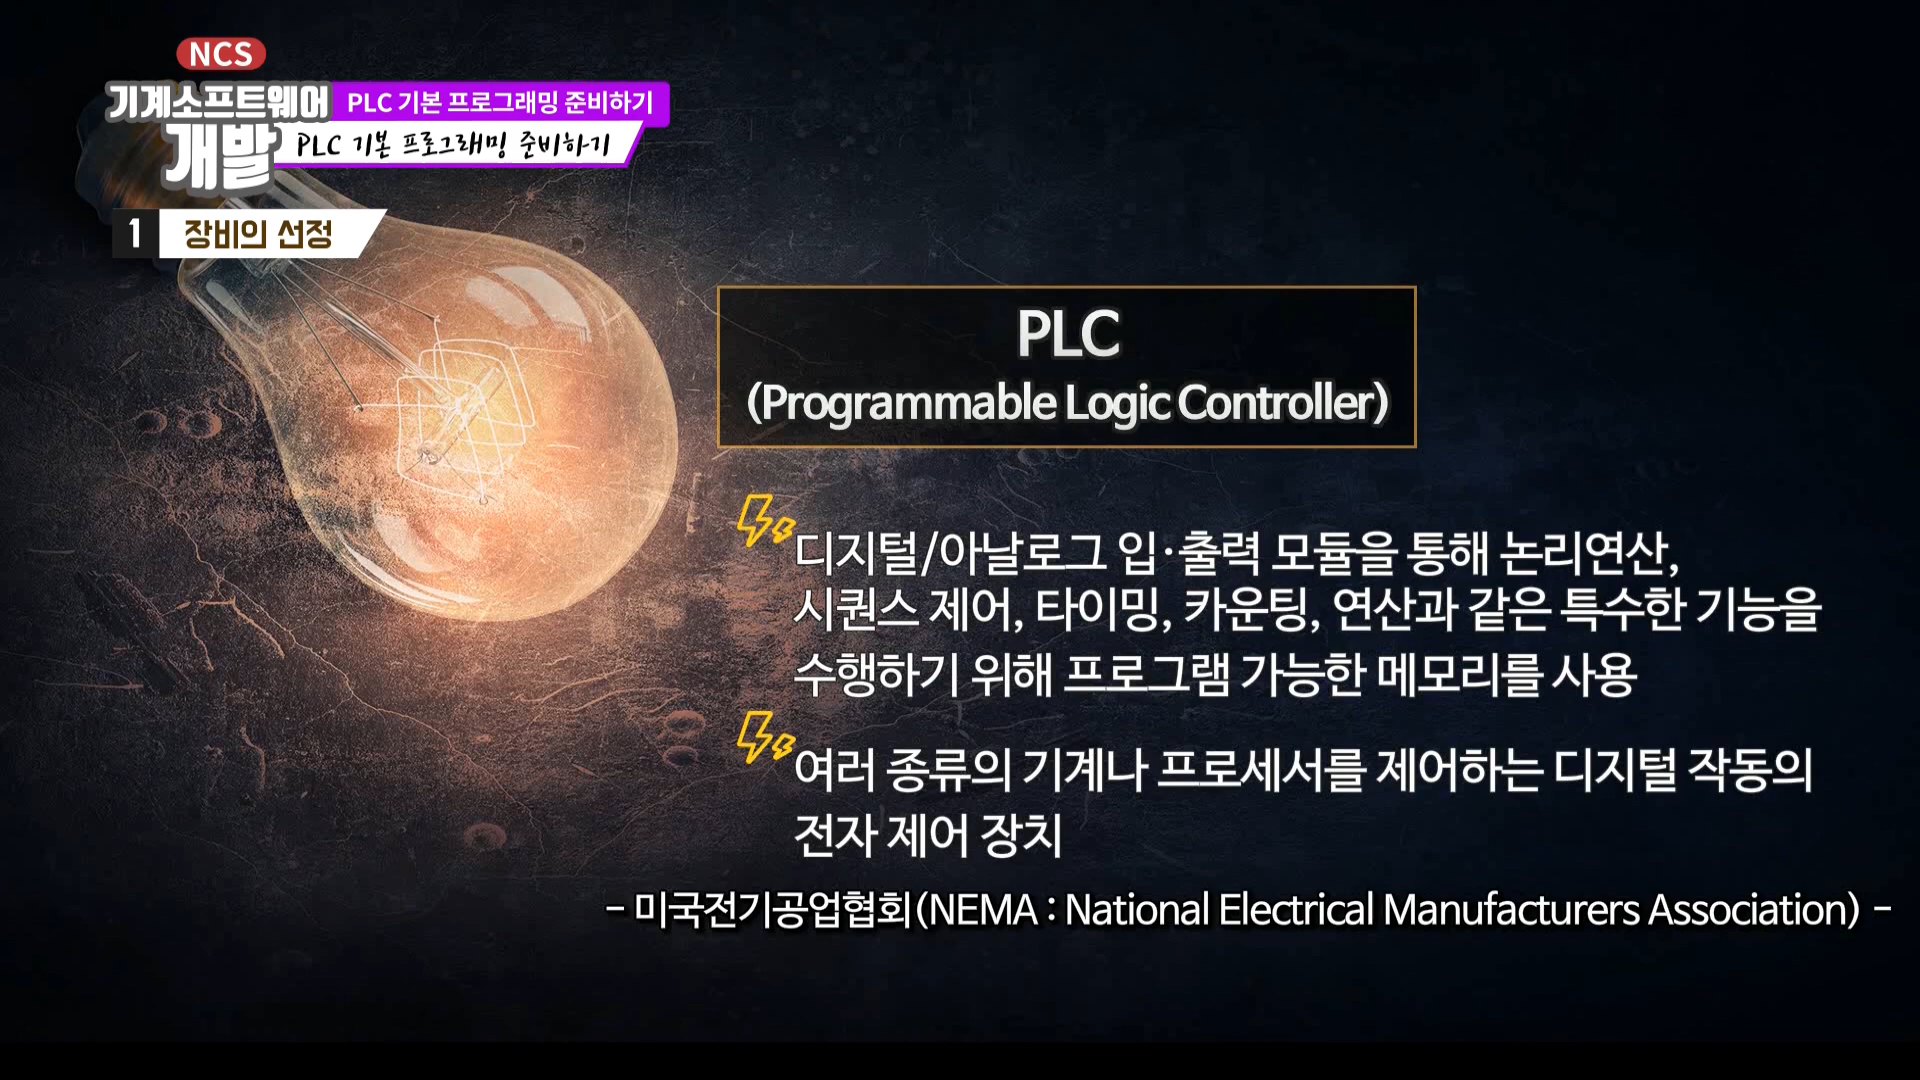 NCS
기계소프트웨어
개발
PLC 기본 프로그래밍 준비하기
PLC 기본 프로그래밍 준비하기
1 장비의 선정
PLC
(Programmable Logic Controller)
디지털/아날로그 입·출력 모듈을 통해 논리연산,
시퀀스 제어, 타이밍, 카운팅, 연산과 같은 특수한 기능을
수행하기 위해 프로그램 가능한 메모리를 사용
여러 종류의 기계나 프로세서를 제어하는 디지털 작동의
전자 제어 장치
- 미국전기공업협회(NEMA : National Electrical Manufacturers Association) -